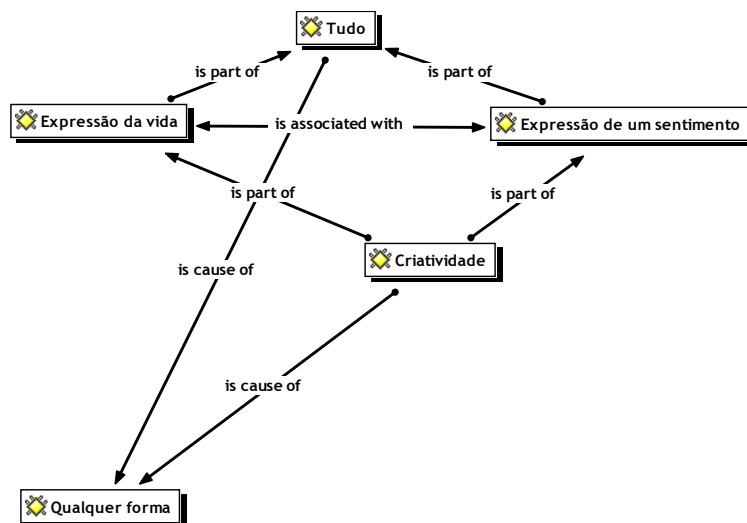 Tudo
is part of
is part of
Expressão da vida
is associated with
Expressão de um sentimento
is part of
is part of
Criatividade
is cause of
is cause of
Qualquer forma